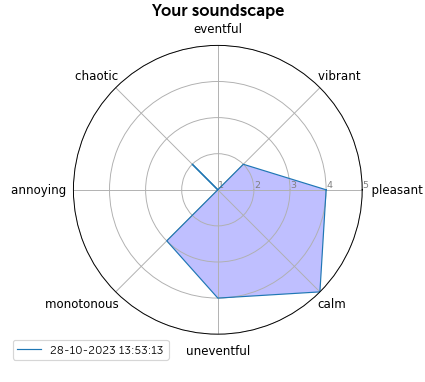 Your soundscape
eventful
chaotic
vibrant
annoying
1 2 3 4 5
pleasant
monotonous
calm
uneventful
28-10-2023 13:53:13